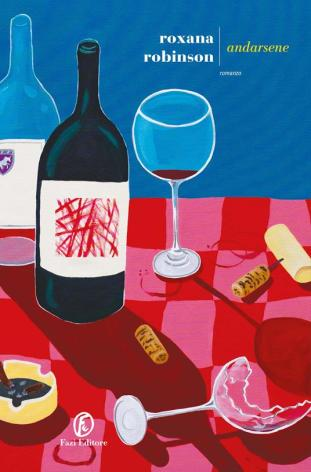 roxana
robinson
andarsene
romanzo
Fazi Editore